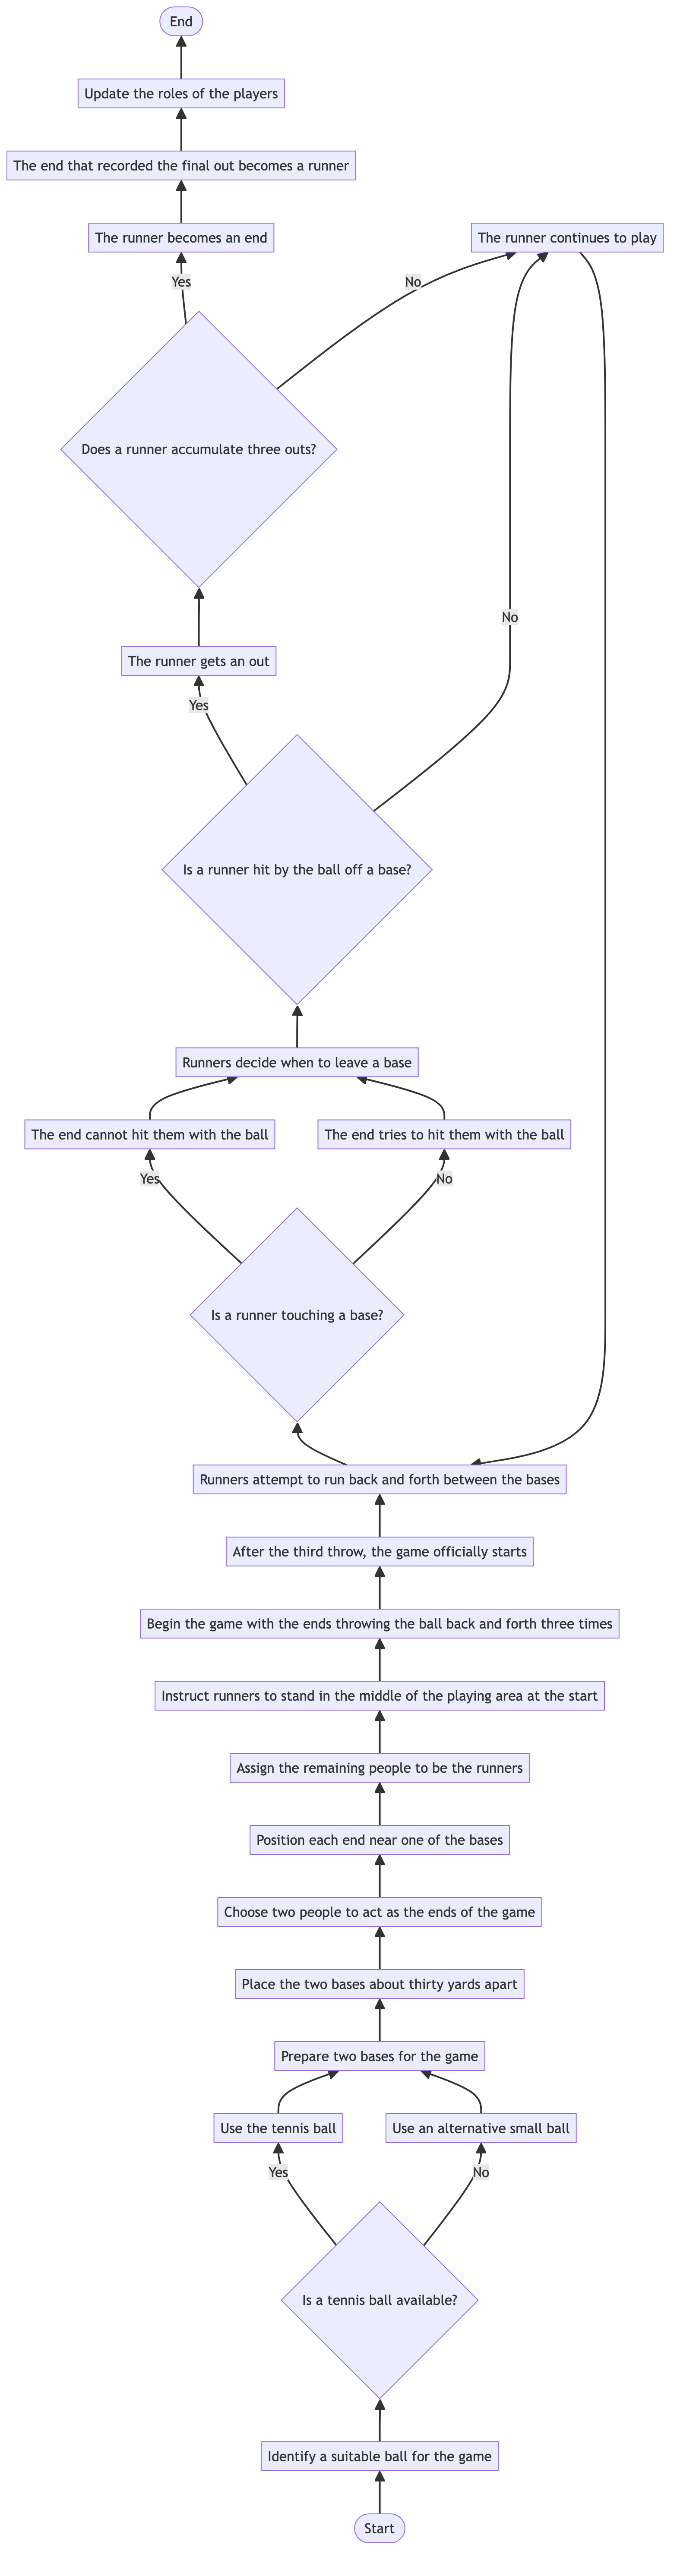 End
Update the roles of the players
The end that recorded the final out becomes a runner
The runner becomes an end
The runner continues to play
Yes
No
Does a runner accumulate three outs?
No
The runner gets an out
Yes
Is a runner hit by the ball off a base?
Runners decide when to leave a base
The end cannot hit them with the ball
The end tries to hit them with the ball
Yes
No
Is a runner touching a base?
Runners attempt to run back and forth between the bases
After the third throw, the game officially starts
Begin the game with the ends throwing the ball back and forth three times
Instruct runners to stand in the middle of the playing area at the start
Assign the remaining people to be the runners
Position each end near one of the bases
Choose two people to act as the ends of the game
Place the two bases about thirty yards apart
Prepare two bases for the game
Use the tennis ball
Use an alternative small ball
Yes
No
Is a tennis ball available?
Identify a suitable ball for the game
Start